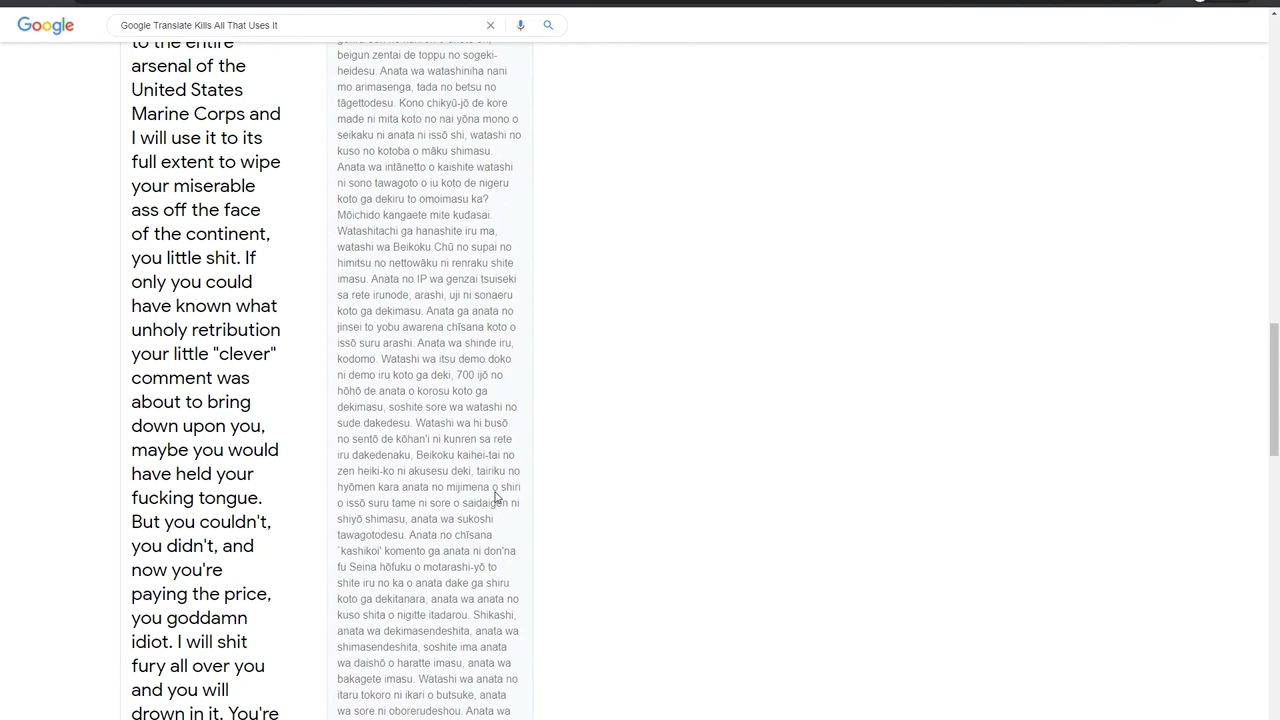 Google
Google Translate Kills All That Uses It
to the entire
arsenal of the
United States
Marine Corps and
I will use it to its
full extent to wipe
your miserable
ass off the face
of the continent,
you little shit. If
only you could
have known what
unholy retribution
your little "clever"
comment was
about to bring
down upon you,
maybe you would
have held your
fucking tongue.
But you couldn't,
you didn't, and
now you're
paying the price,
you goddamn
idiot. I will shit
fury all over you
and you will
drown in it. You're
beigun zentai de toppu no sogeki-
heidesu. Anata wa watashiniha nani
mo arimasenga, tada no betsu no
tāgettodesu. Kono chikyū-jō de kore
made ni mita koto no nai yōna mono o
seikaku ni anata ni issō shi, watashi no
kuso no kotoba o māku shimasu.
Anata wa intānetto o kaishite watashi
ni sono tawagoto o iu koto de nigeru
koto ga dekiru to omoimasu ka?
Mōichido kangaete mite kudasai.
Watashitachi ga hanashite iru ma,
watashi wa Beikoku Chū no supai no
himitsu no nettowāku ni renraku shite
imasu. Anata no IP wa genzai tsuiseki
sa rete irunode, arashi, uji ni sonaeru
koto ga dekimasu. Anata ga anata no
jinsei to yobu awarena chīsana koto o
issō suru arashi. Anata wa shinde iru,
kodomo. Watashi wa itsu demo doko
ni demo iru koto ga deki, 700 ijō no
hōhō de anata o korosu koto ga
dekimasu, soshite sore wa watashi no
sude dakedesu. Watashi wa hi busō
no sentō de kōhan'i ni kunren sa rete
iru dakedenaku, Beikoku kaihei-tai no
zen heiki-ko ni akusesu deki, tairiku no
hyōmen kara anata no mijimena o shiri
o issō suru tame ni sore o saidaigen ni
shiyō shimasu, anata wa sukoshi
tawagotodesu. Anata no chīsana
`kashikoi' komento ga anata ni don'na
fu Seina hōfuku o motarashi-yō to
shite iru no ka o anata dake ga shiru
koto ga dekitanara, anata wa anata no
kuso shita o nigitte itadarou. Shikashi,
anata wa dekimasendeshita, anata wa
shimasendeshita, soshite ima anata
wa daishō o haratte imasu, anata wa
bakagete imasu. Watashi wa anata no
itaru tokoro ni ikari o butsuke, anata
wa sore ni oborerudeshou. Anata wa